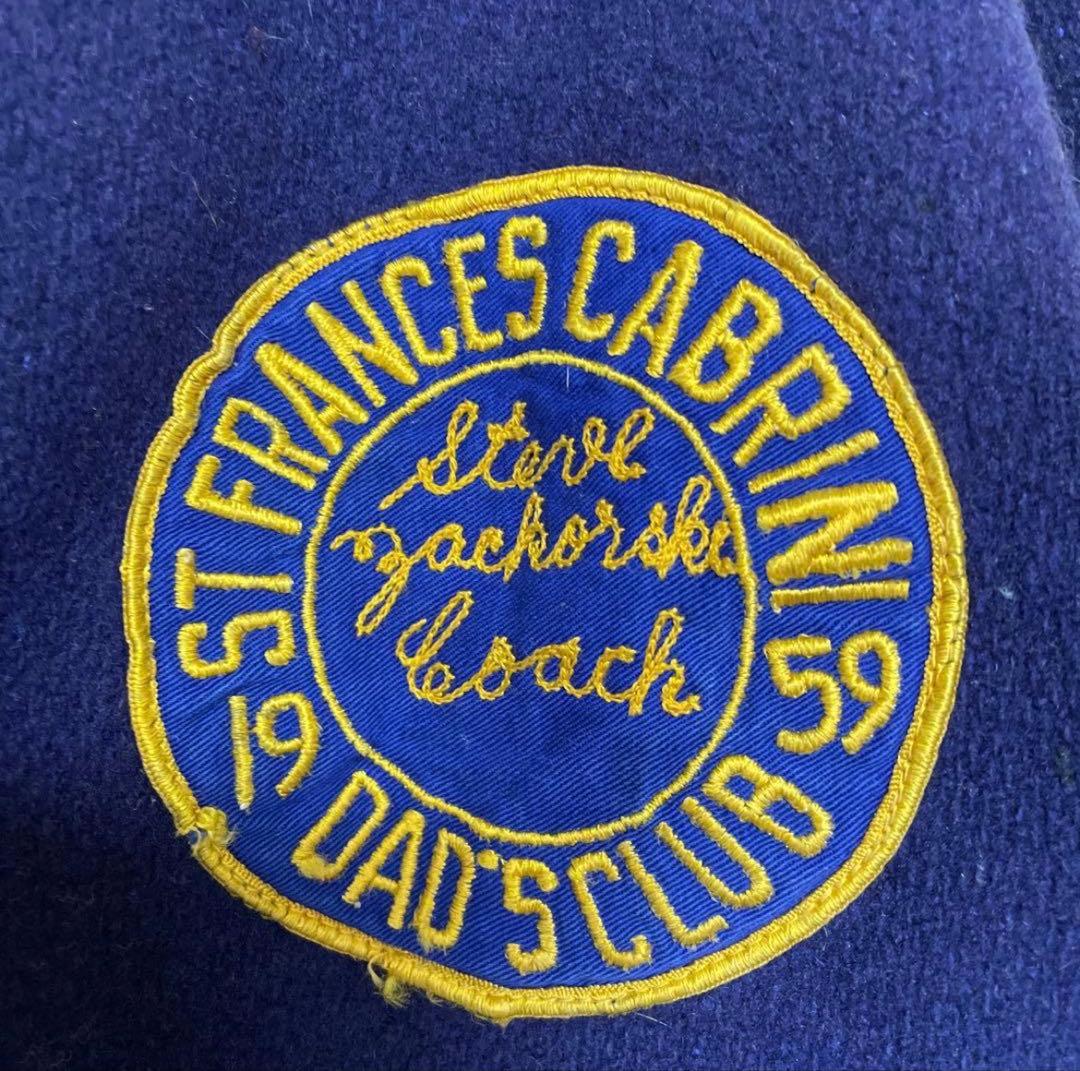 ST FRANCES CABRINI
Steve
Zachorski
Coach
19 59
DAD'S CLUB